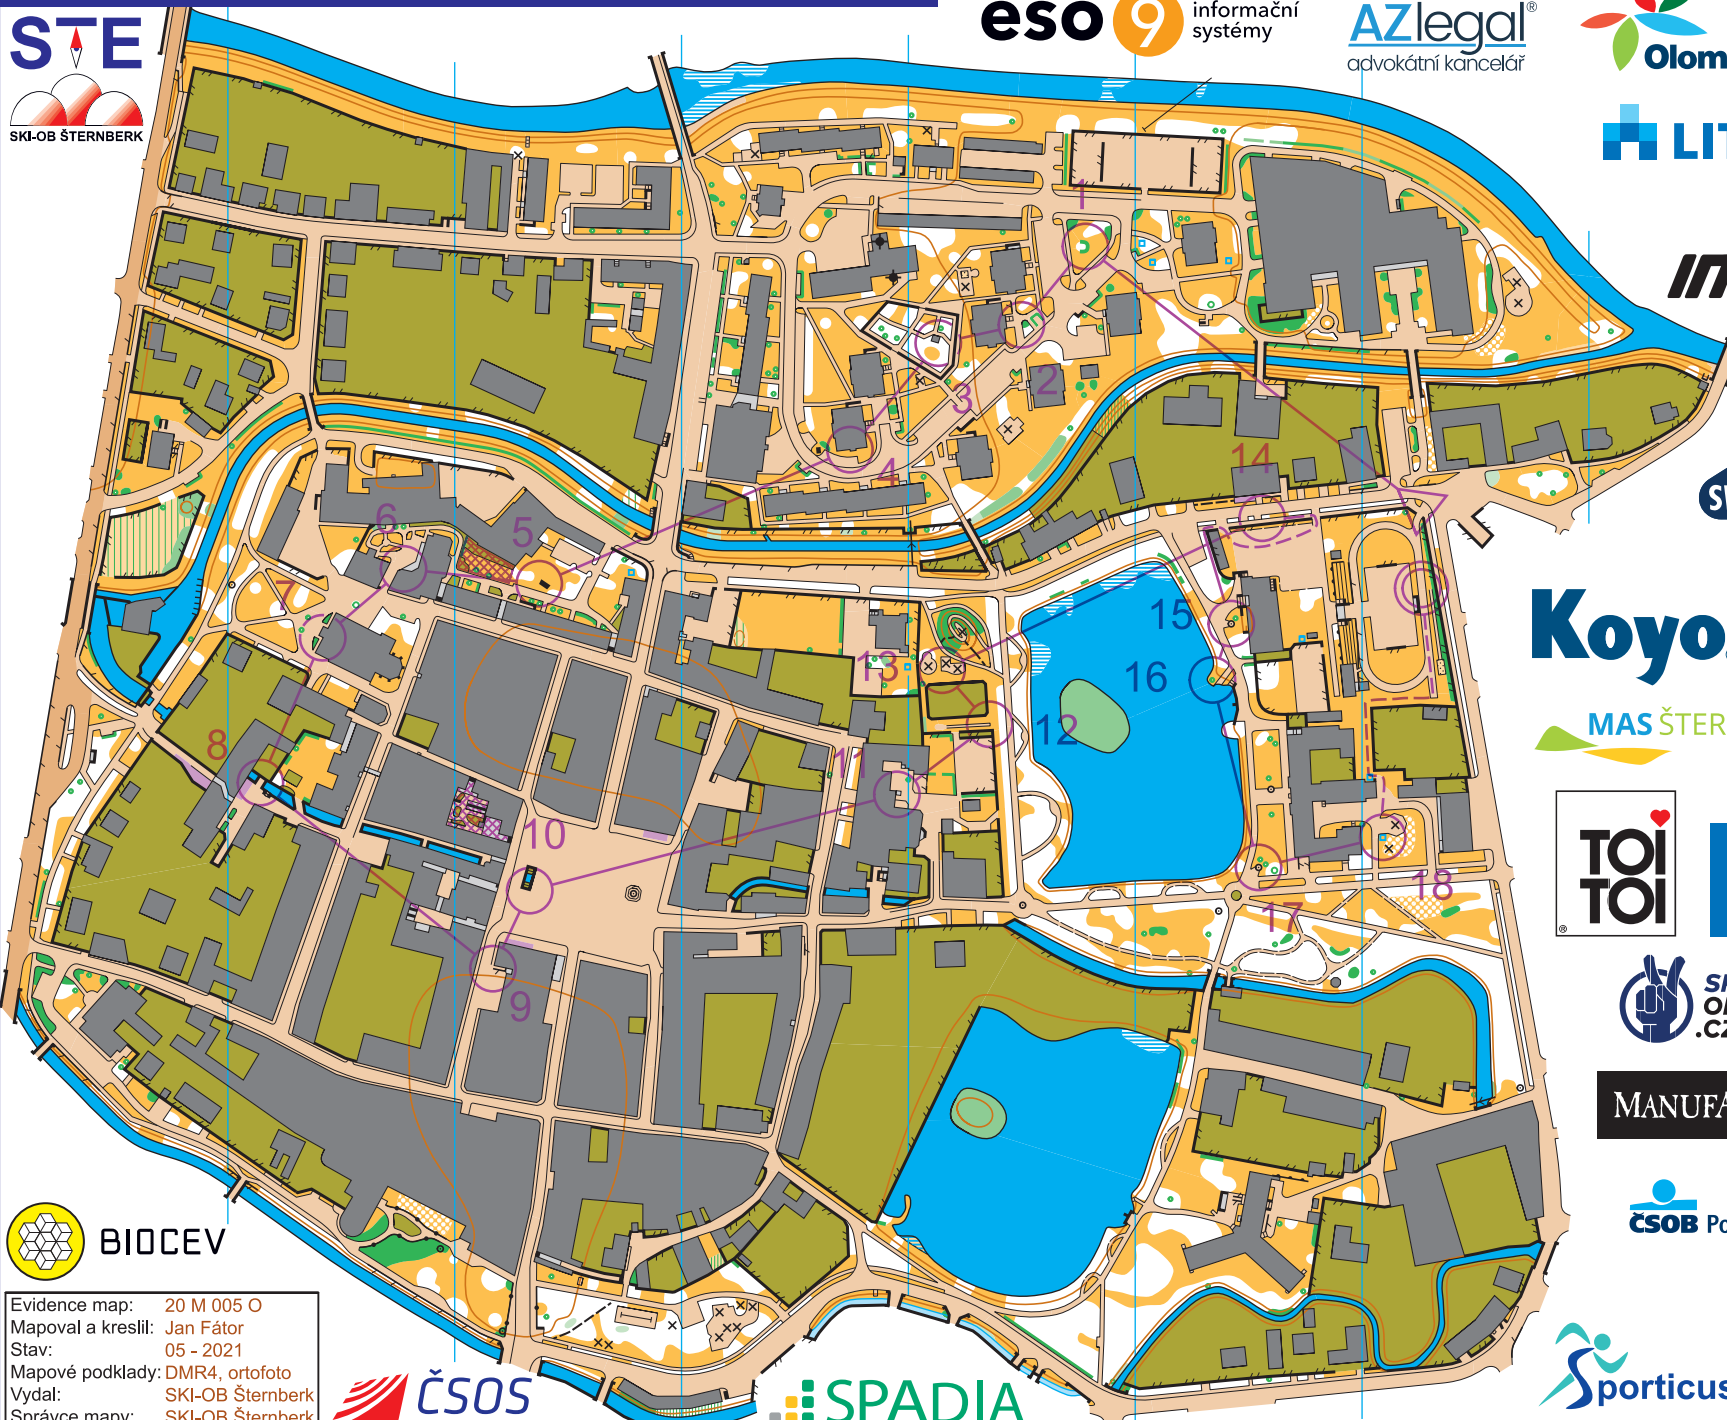 STE
SKI-OB ŠTERNBERK
eso 9 informační
systémy
AZlegal®
advokátní kancelář
Olom
LIT
1
2
3
4
5
6
7
8
9
10
11
12
13
14
15
16
17
18
Koyo
MAS ŠTER
TOI
TOI
®
.CZ
MANUFA
ČSOB Po
porticus
BIOCEV
Evidence map: 20 M 005 O
Mapoval a kreslil: Jan Fátor
Stav: 05 - 2021
Mapové podklady: DMR4, ortofoto
Vydal: SKI-OB Šternberk
Správce mapy: SKI-OB Šternberk
ČSOS
SPADIA